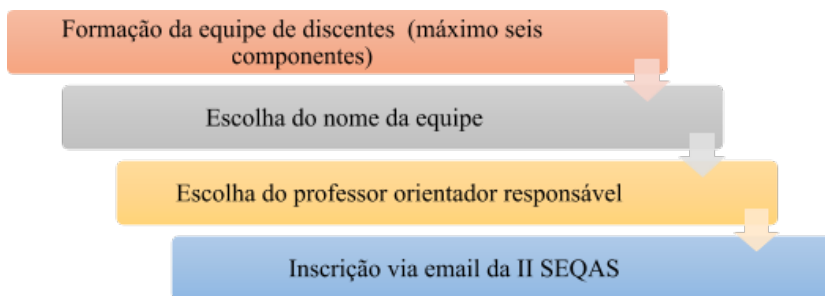 Formação da equipe de discentes (máximo seis
componentes)
Escolha do nome da equipe
Escolha do professor orientador responsável
Inscrição via email da II SEQAS